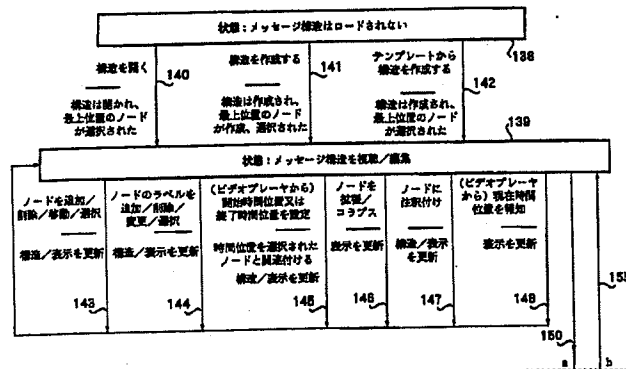 状態：メッセージ構造はロードされない
138
構造を開く
140
構造は開かれ、
最上位置のノード
が選択された
構造を作成する
141
構造は作成され、
最上位置のノード
が作成、選択された
テンプレートから
構造を作成する
142
構造は作成され、
最上位置のノード
が選択された
139
状態：メッセージ構造を視聴／編集
ノードを追加／
削除／移動／選択
構造／表示を更新
143
ノードのラベルを
追加／削除／
変更／選択
構造／表示を更新
144
(ビデオプレーヤから)
開始時間位置又は
終了時間位置を設定
時間位置を選択された
ノードと関連付ける
構造／表示を更新
145
ノードを
拡張／
コラプス
表示を更新
146
ノードに
注釈付け
構造／表示
を更新
147
(ビデオプレーヤ
から)現在時間
位置を報知
表示を更新
148
150
a
b